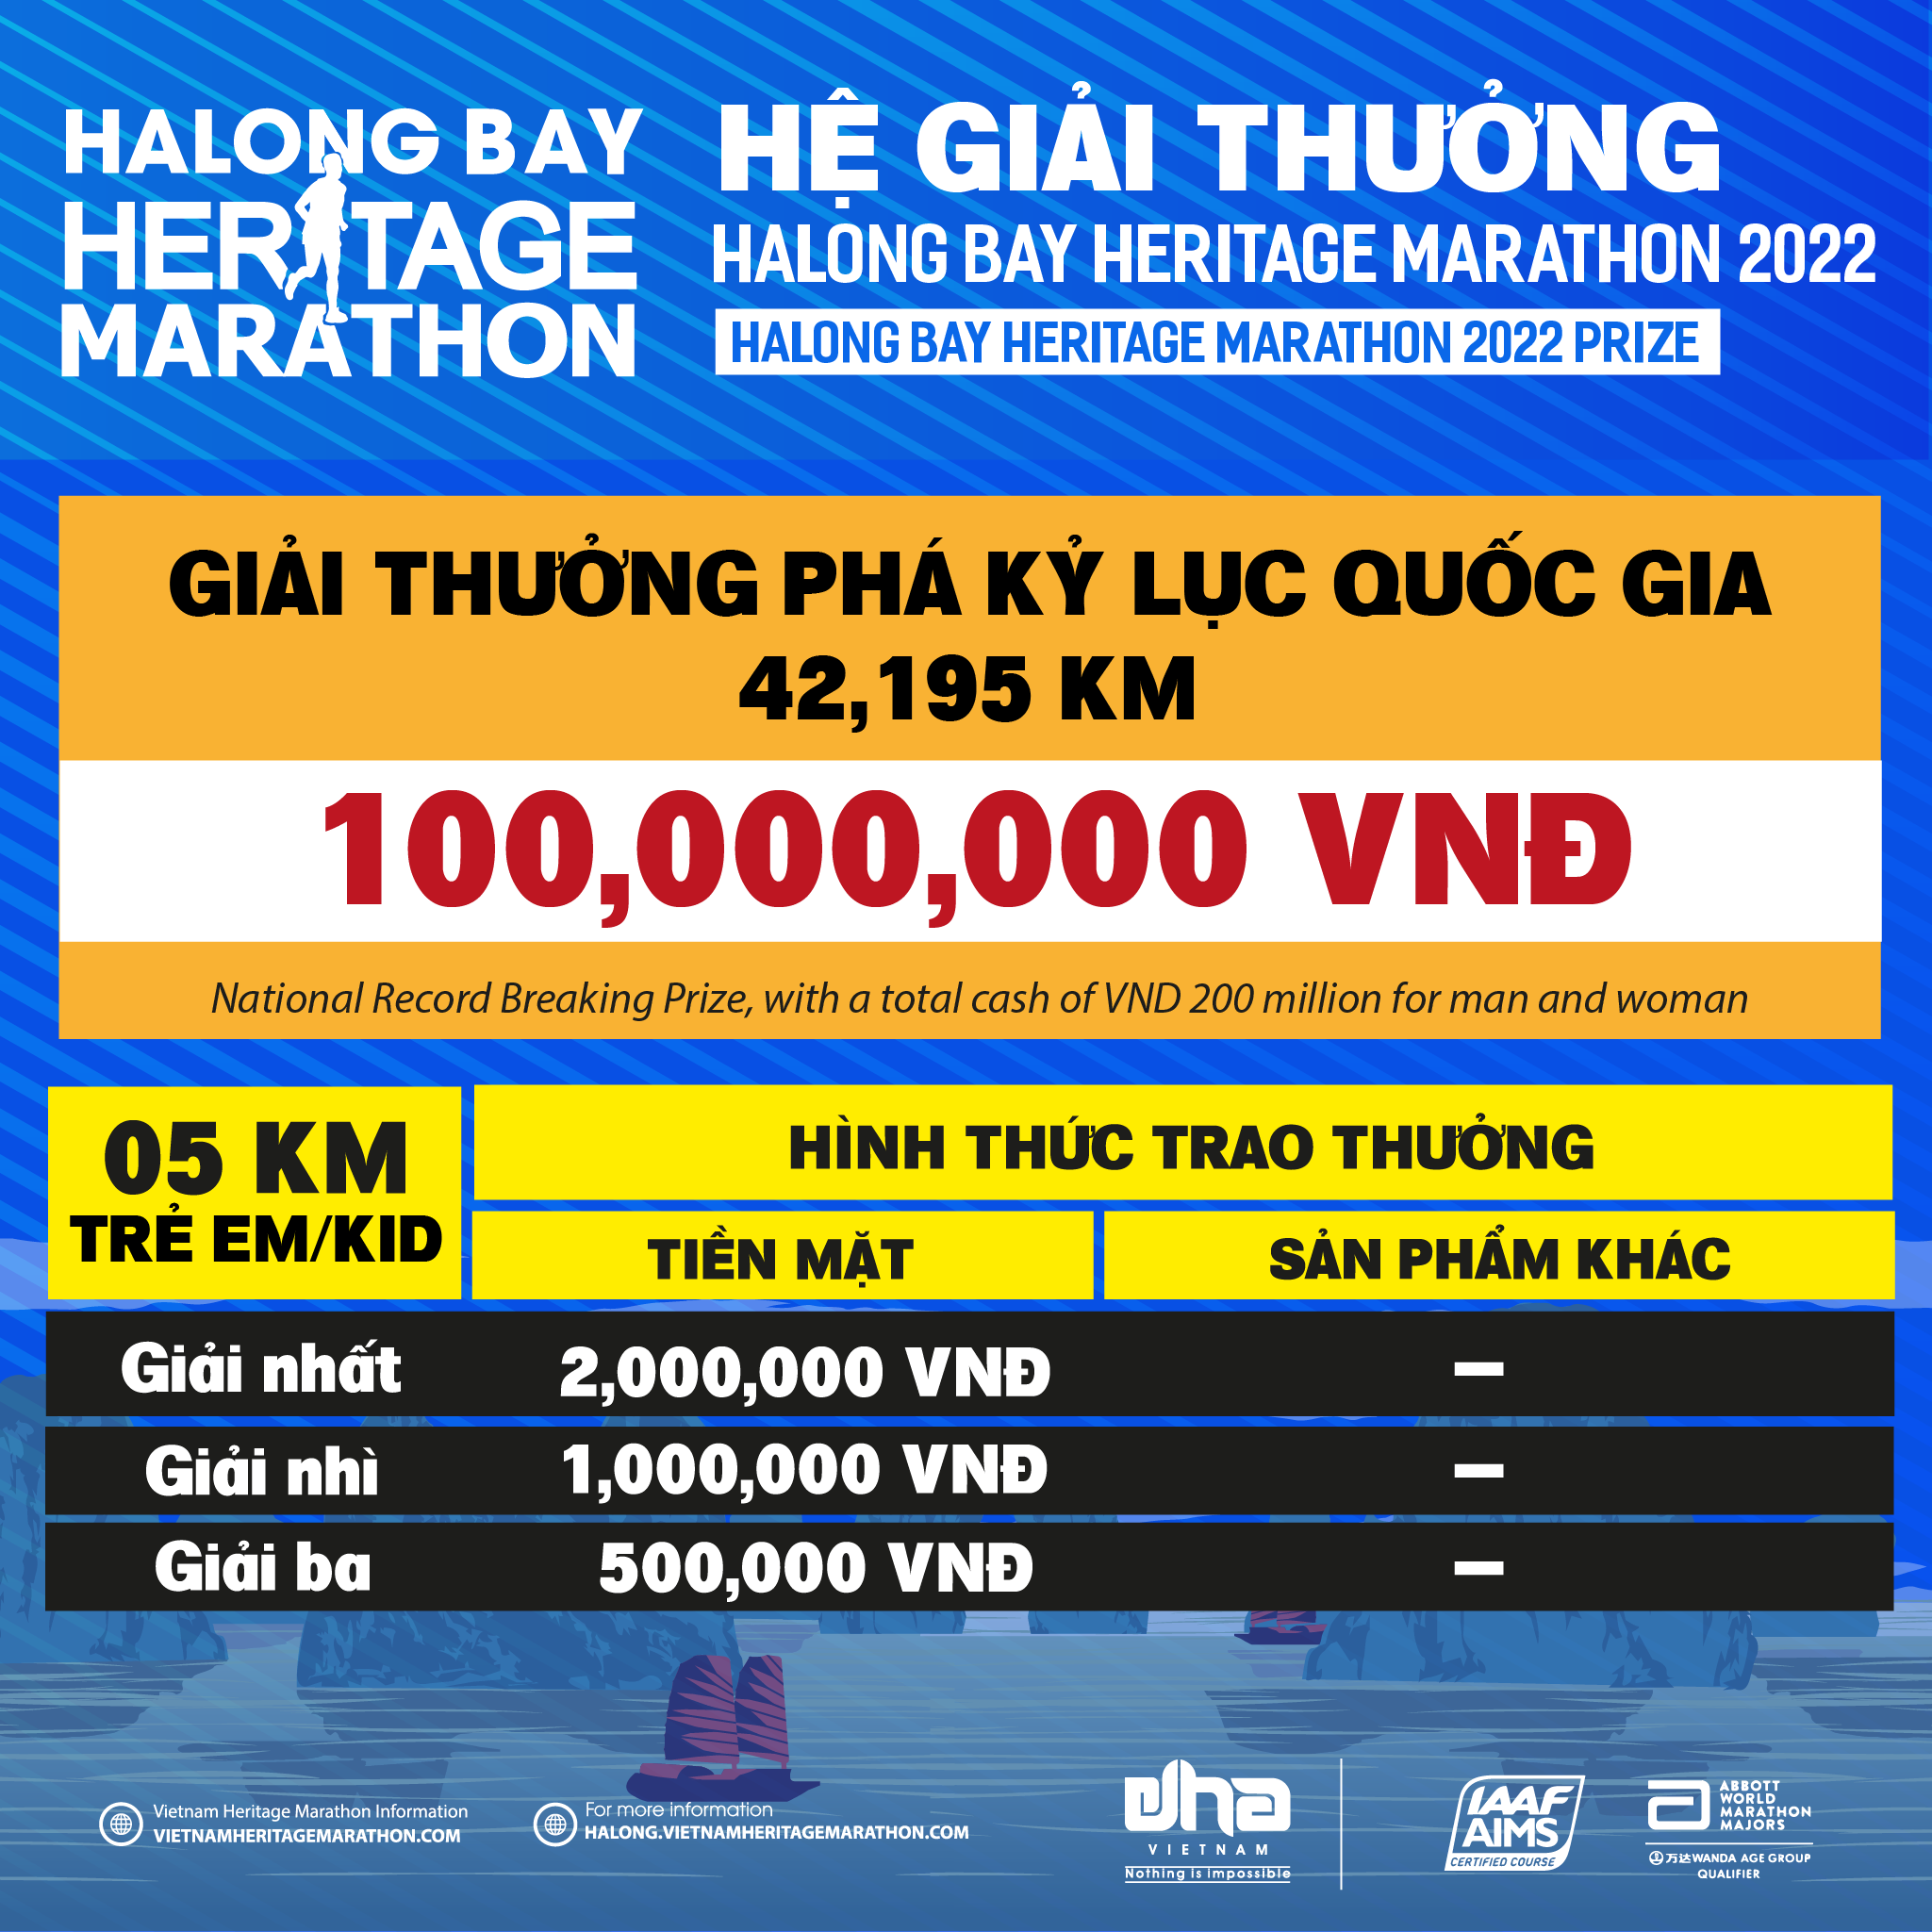 HALONG BAY
HERITAGE
MARATHON
HỆ GIẢI THƯỞNG
HALONG BAY HERITAGE MARATHON 2022
HALONG BAY HERITAGE MARATHON 2022 PRIZE
GIẢI THƯỞNG PHÁ KỶ LỤC QUỐC GIA
42,195 KM
100,000,000 VNĐ
National Record Breaking Prize, with a total cash of VND 200 million for man and woman
05 KM
TRẺ EM/KID
HÌNH THỨC TRAO THƯỞNG
TIỀN MẶT
SẢN PHẨM KHÁC
Giải nhất 2,000,000 VNĐ –
Giải nhì 1,000,000 VNĐ –
Giải ba 500,000 VNĐ –
Vietnam Heritage Marathon Information
VIETNAMHERITAGEMARATHON.COM
For more information
HALONG.VIETNAMHERITAGEMARATHON.COM
dha
VIETNAM
Nothing is impossible
IAAF
AIMS
CERTIFIED COURSE
ABBOTT
WORLD
MARATHON
MAJORS
万达WANDA AGE GROUP
QUALIFIER